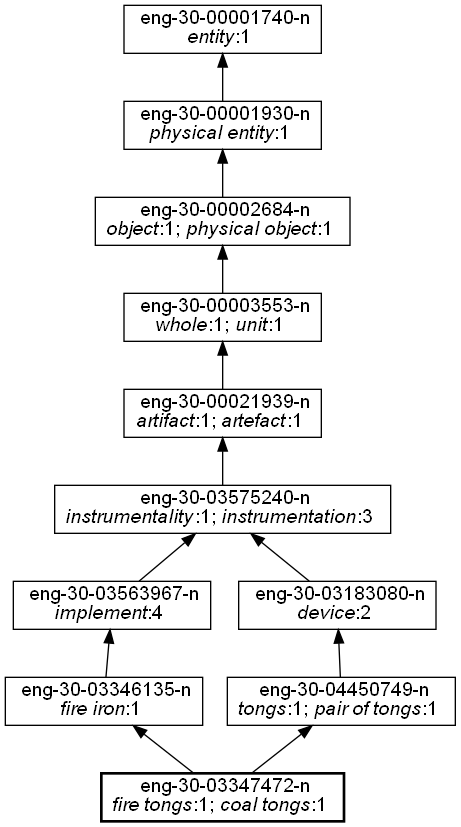 eng-30-00001740-n
entity:1
eng-30-00001930-n
physical entity:1
eng-30-00002684-n
object:1; physical object:1
eng-30-00003553-n
whole:1; unit:1
eng-30-00021939-n
artifact:1; artefact:1
eng-30-03575240-n
instrumentality:1; instrumentation:3
eng-30-03563967-n
implement:4
eng-30-03183080-n
device:2
eng-30-03346135-n
fire iron:1
eng-30-04450749-n
tongs:1; pair of tongs:1
eng-30-03347472-n
fire tongs:1; coal tongs:1